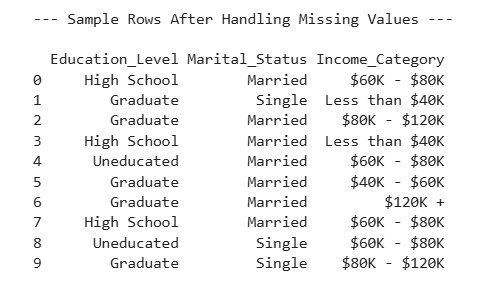 --- Sample Rows After Handling Missing Values ---
Education_Level Marital_Status Income_Category
0 High School Married $60K - $80K
1 Graduate Single Less than $40K
2 Graduate Married $80K - $120K
3 High School Married Less than $40K
4 Uneducated Married $60K - $80K
5 Graduate Married $40K - $60K
6 Graduate Married $120K +
7 High School Married $60K - $80K
8 Uneducated Single $60K - $80K
9 Graduate Single $80K - $120K